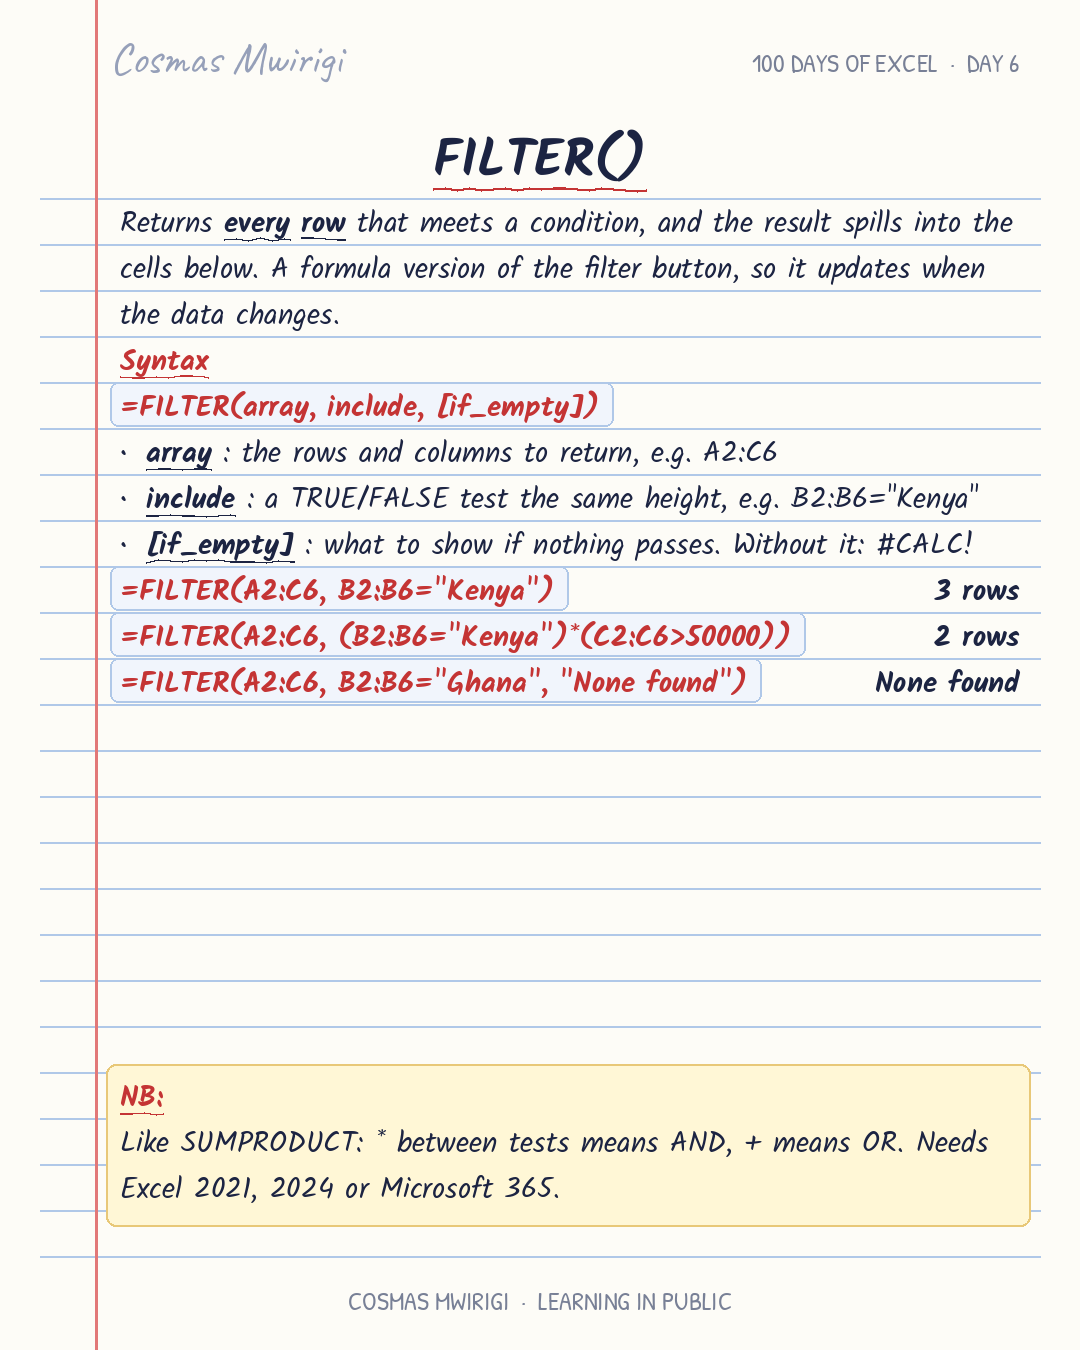 Cosmas Mwirigi
100 DAYS OF EXCEL · DAY 6
FILTER()
Returns every row that meets a condition, and the result spills into the
cells below. A formula version of the filter button, so it updates when
the data changes.
Syntax
=FILTER(array, include, [if_empty])
· array : the rows and columns to return, e.g. A2:C6
· include : a TRUE/FALSE test the same height, e.g. B2:B6="Kenya"
· [if_empty] : what to show if nothing passes. Without it: #CALC!
=FILTER(A2:C6, B2:B6="Kenya") 3 rows
=FILTER(A2:C6, (B2:B6="Kenya")*(C2:C6>50000)) 2 rows
=FILTER(A2:C6, B2:B6="Ghana", "None found") None found
NB:
Like SUMPRODUCT: * between tests means AND, + means OR. Needs
Excel 2021, 2024 or Microsoft 365.
COSMAS MWIRIGI · LEARNING IN PUBLIC